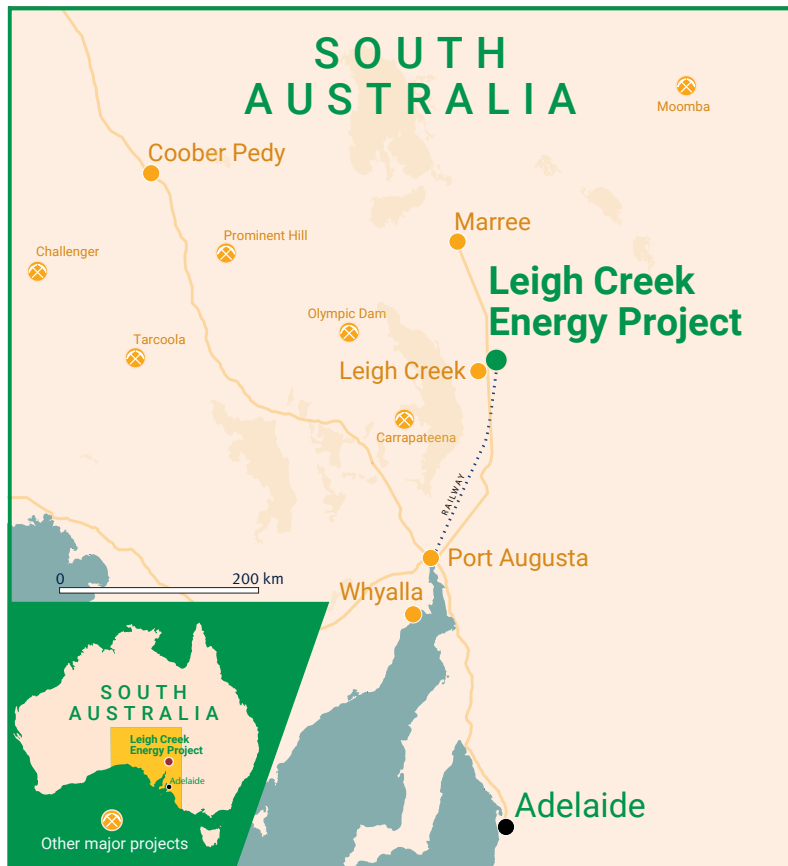 SOUTH
AUSTRALIA
Moomba
Coober Pedy
Marree
Prominent Hill
Challenger
Leigh Creek
Energy Project
Olympic Dam
Tarcoola
Leigh Creek
Carrapateena
RAILWAY
Port Augusta
0 200 km
Whyalla
SOUTH
AUSTRALIA
Leigh Creek
Energy Project
Adelaide
Adelaide
Other major projects